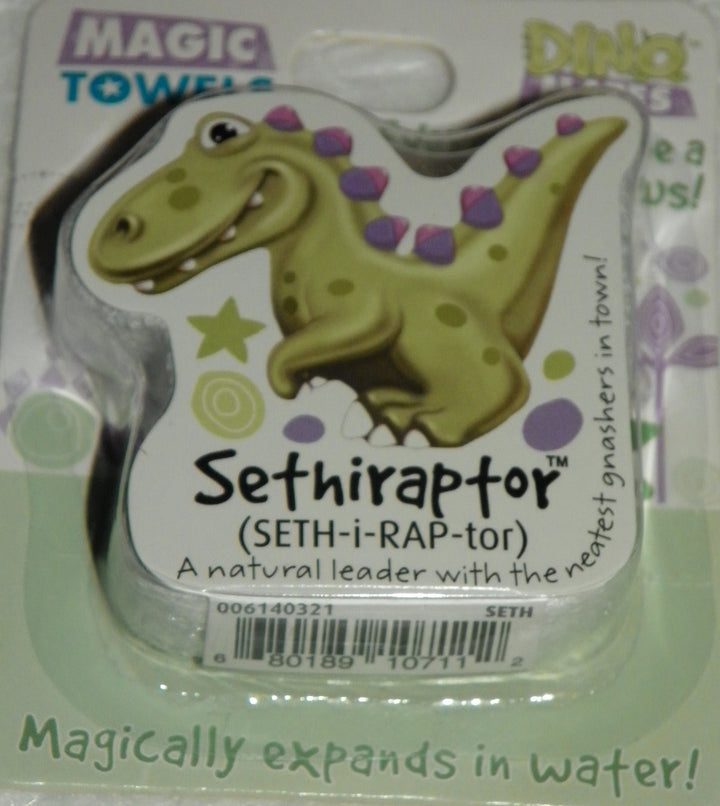 MAGIC
TOWELS
DINO
e a
us!
Sethiraptor™
(SETH-i-RAP-tor)
A natural leader with the neatest gnashers in town!
006140321 SETH
6 80189 10711 2
Magically expands in water!